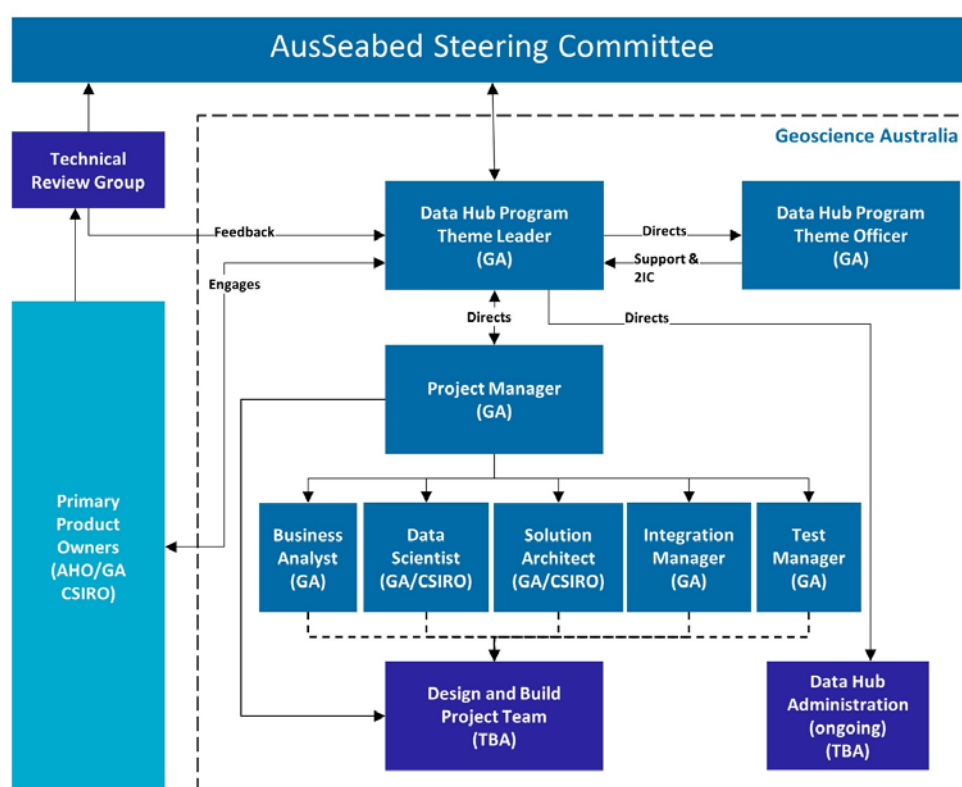 AusSeabed Steering Committee
Geoscience Australia
Technical
Review Group
Data Hub Program
Theme Leader
(GA)
Data Hub Program
Theme Officer
(GA)
Feedback
Directs
Support &
2IC
Engages
Directs
Directs
Project Manager
(GA)
Primary
Product
Owners
(AHO/GA
CSIRO)
Business
Analyst
(GA)
Data
Scientist
(GA/CSIRO)
Solution
Architect
(GA/CSIRO)
Integration
Manager
(GA)
Test
Manager
(GA)
Design and Build
Project Team
(TBA)
Data Hub
Administration
(ongoing)
(TBA)